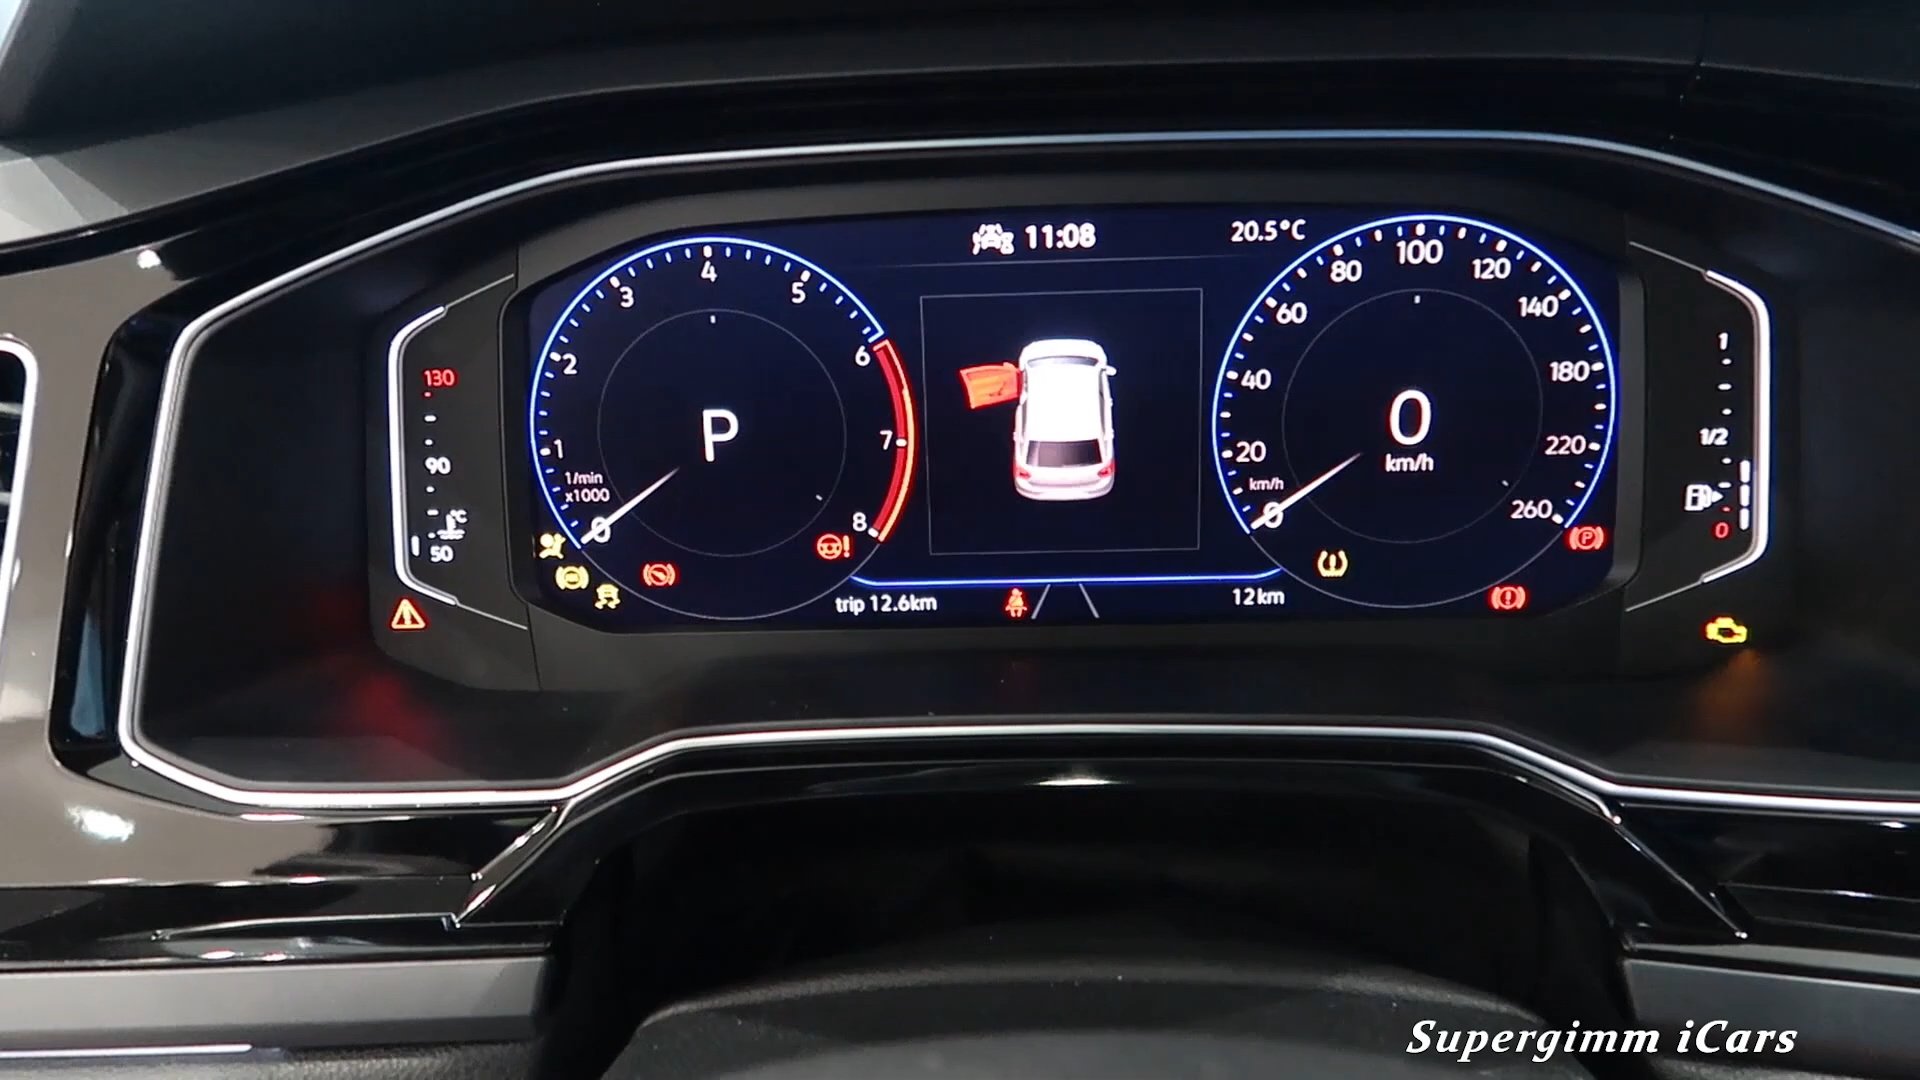 11:08
20.5°C
130
90
°C
50
0
1
2
3
4
5
6
7
8
1/min
x1000
P
0
20
40
60
80
100
120
140
180
220
260
km/h
0
km/h
1
1/2
0
P
trip 12.6km
12km
Supergimm iCars